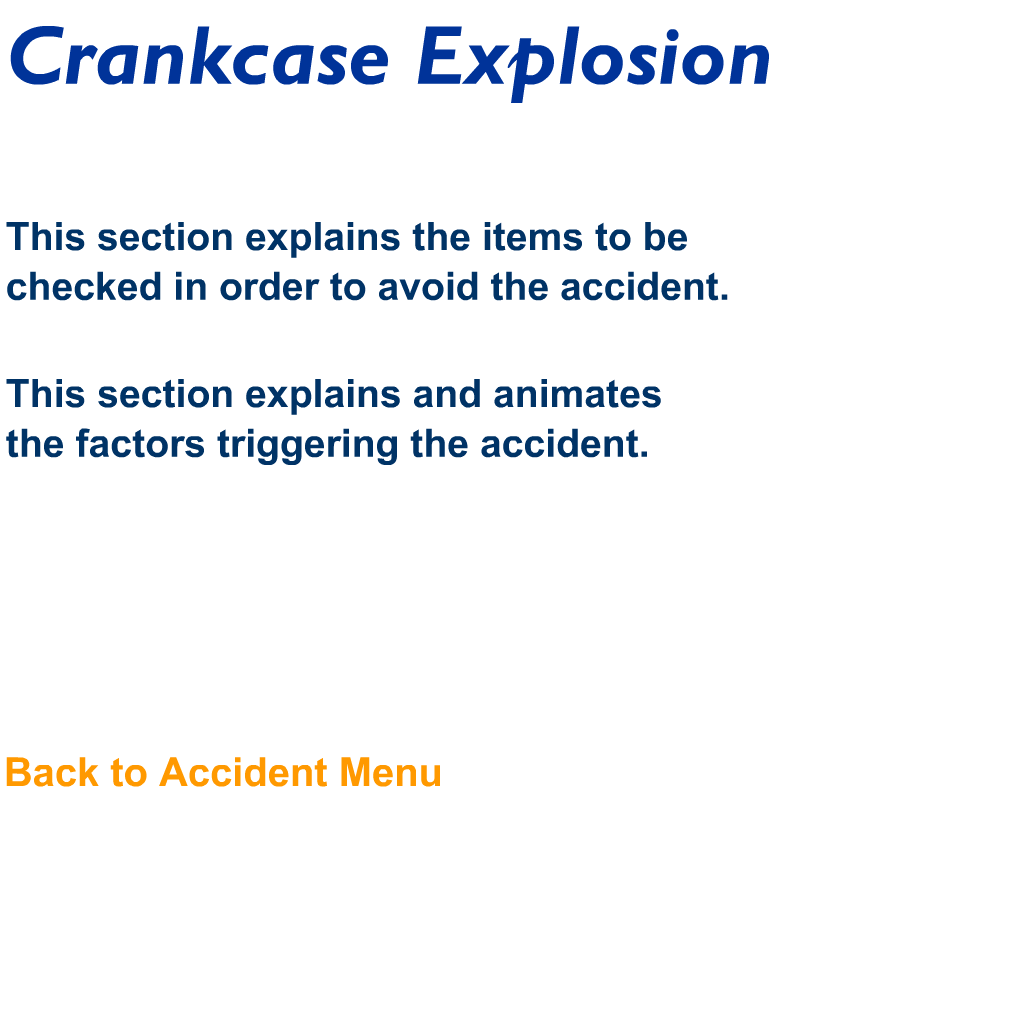 Crankcase Explosion
This section explains the items to be
checked in order to avoid the accident.
This section explains and animates
the factors triggering the accident.
Back to Accident Menu